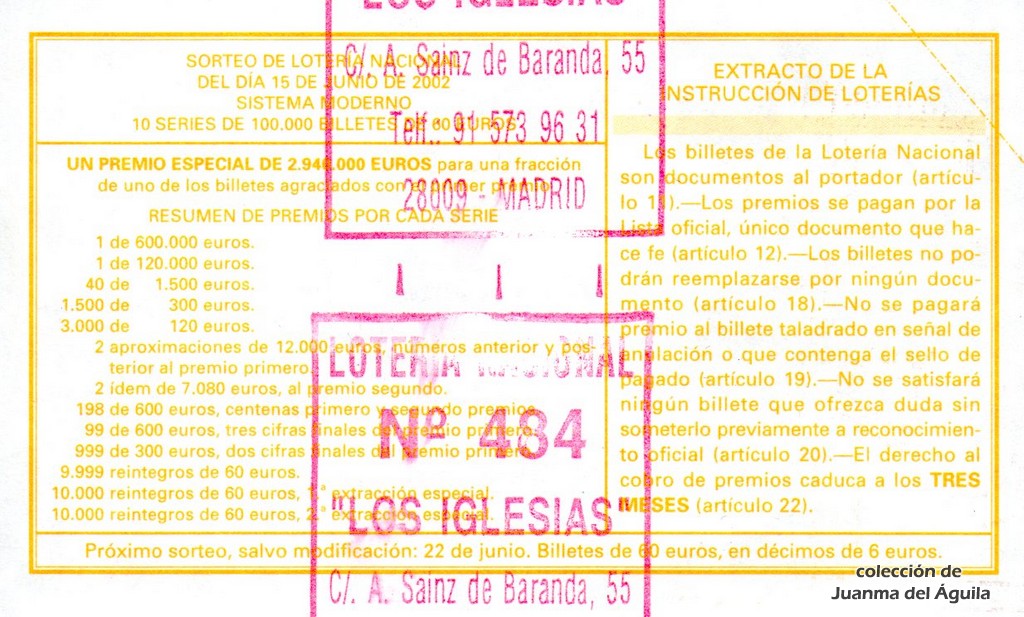 LOS IGLESIAS
C/. A. Sainz de Baranda, 55
Telf.: 91 573 96 31
28009 - MADRID
SORTEO DE LOTERÍA NACIONAL
DEL DÍA 15 DE JUNIO DE 2002
SISTEMA MODERNO
10 SERIES DE 100.000 BILLETES DE 60 EUROS
UN PREMIO ESPECIAL DE 2.940.000 EUROS para una fracción
de uno de los billetes agraciados con el primer premio
RESUMEN DE PREMIOS POR CADA SERIE
1 de 600.000 euros.
1 de 120.000 euros.
40 de 1.500 euros.
1.500 de 300 euros.
3.000 de 120 euros.
2 aproximaciones de 12.000 euros, números anterior y pos-
terior al premio primero.
2 ídem de 7.080 euros, al premio segundo.
198 de 600 euros, centenas primero y segundo premios.
99 de 600 euros, tres cifras finales del premio primero.
999 de 300 euros, dos cifras finales del premio primero.
9.999 reintegros de 60 euros.
10.000 reintegros de 60 euros, 1.ª extracción especial.
10.000 reintegros de 60 euros, 2.ª extracción especial.
EXTRACTO DE LA
INSTRUCCIÓN DE LOTERÍAS
Los billetes de la Lotería Nacional
son documentos al portador (artícu-
lo 11).—Los premios se pagan por la
Lista oficial, único documento que ha-
ce fe (artículo 12).—Los billetes no po-
drán reemplazarse por ningún docu-
mento (artículo 18).—No se pagará
premio al billete taladrado en señal de
anulación o que contenga el sello de
pagado (artículo 19).—No se satisfará
ningún billete que ofrezca duda sin
someterlo previamente a reconocimien-
to oficial (artículo 20).—El derecho al
cobro de premios caduca a los TRES
MESES (artículo 22).
Próximo sorteo, salvo modificación: 22 de junio. Billetes de 60 euros, en décimos de 6 euros.
LOTERIA NACIONAL
Nº 484
"LOS IGLESIAS"
C/. A. Sainz de Baranda, 55
colección de
Juanma del Águila